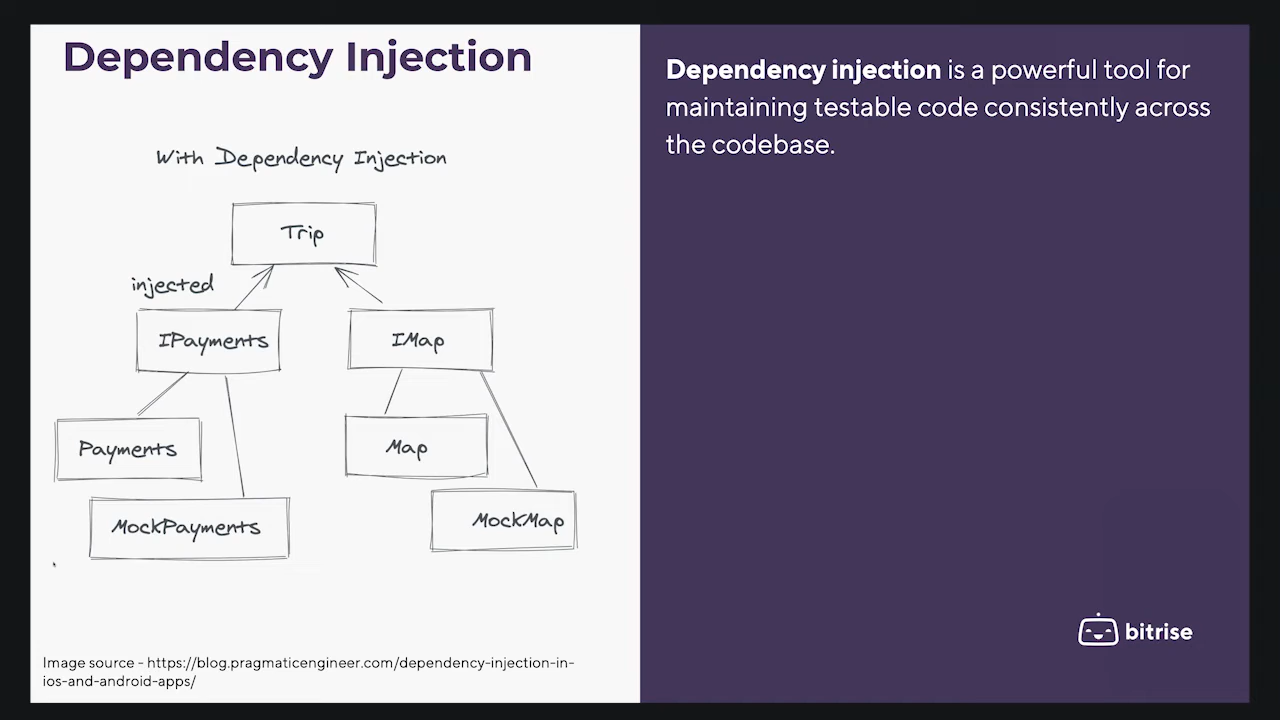 Dependency Injection
With Dependency Injection
Trip
injected
IPayments
IMap
Payments
Map
MockPayments
MockMap
Image source - https://blog.pragmaticengineer.com/dependency-injection-in-
ios-and-android-apps/
Dependency injection is a powerful tool for
maintaining testable code consistently across
the codebase.
bitrise